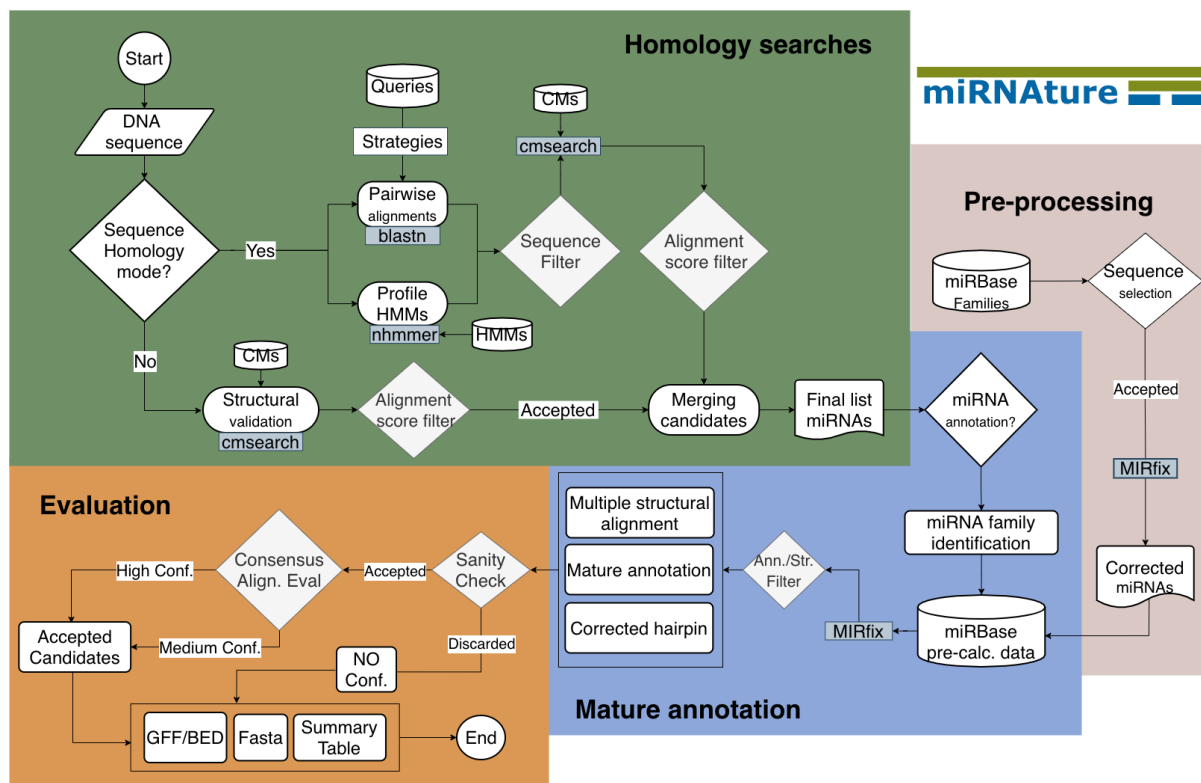 Homology searches
Start
DNA
sequence
Sequence
Homology
mode?
Yes
No
Queries
Strategies
Pairwise
alignments
blastn
Profile
HMMs
nhmmer
HMMs
Sequence
Filter
CMs
cmsearch
Alignment
score filter
CMs
Structural
validation
cmsearch
Alignment
score filter
Accepted
Merging
candidates
Final list
miRNAs
miRNAture
Pre-processing
miRBase
Families
Sequence
selection
Accepted
MIRfix
Corrected
miRNAs
miRNA
annotation?
miRNA family
identification
miRBase
pre-calc. data
MIRfix
Ann./Str.
Filter
Multiple structural
alignment
Mature annotation
Corrected hairpin
Mature annotation
Evaluation
Sanity
Check
Accepted
Discarded
Consensus
Align. Eval
High Conf.
Medium Conf.
Accepted
Candidates
NO
Conf.
GFF/BED
Fasta
Summary
Table
End